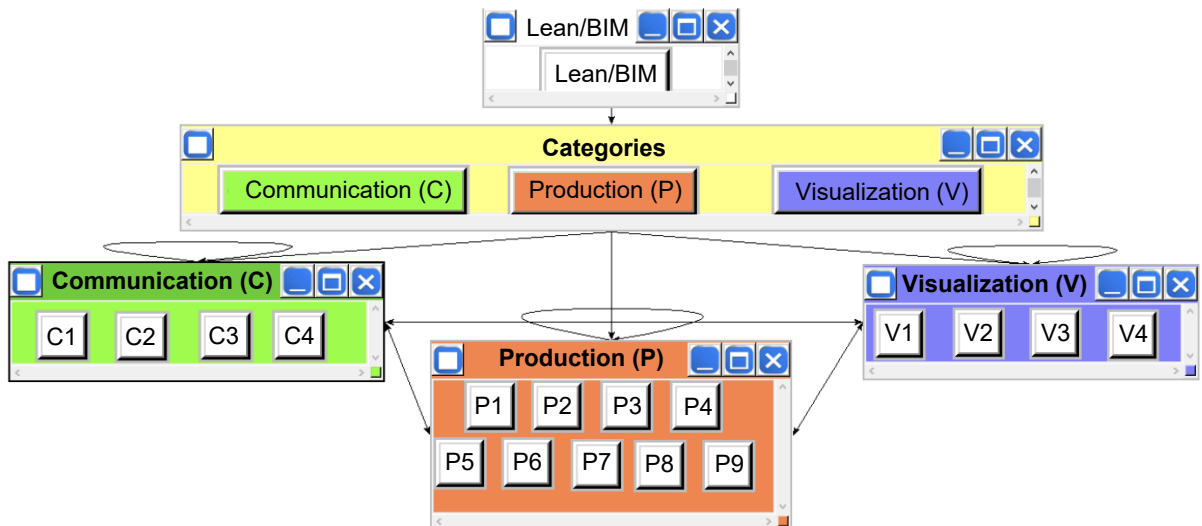 Lean/BIM
Lean/BIM
Categories
Communication (C)
Production (P)
Visualization (V)
Communication (C)
C1
C2
C3
C4
Visualization (V)
V1
V2
V3
V4
Production (P)
P1
P2
P3
P4
P5
P6
P7
P8
P9